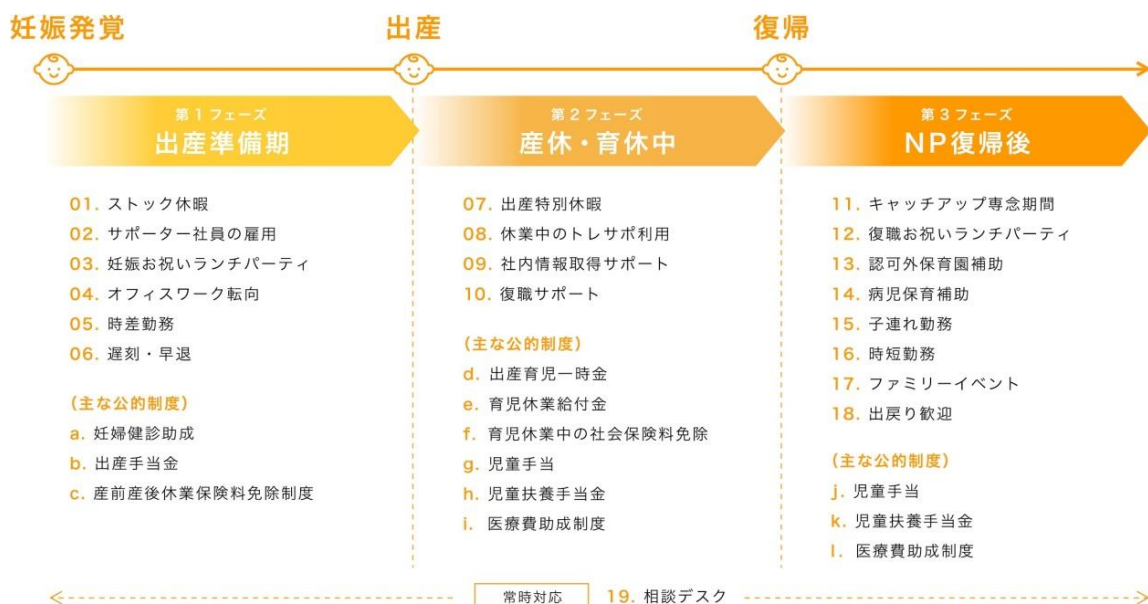 妊娠発覚
出産
復帰
第1フェーズ
出産準備期
第2フェーズ
産休・育休中
第3フェーズ
NP復帰後
01. ストック休暇
02. サポーター社員の雇用
03. 妊娠お祝いランチパーティ
04. オフィスワーク転向
05. 時差勤務
06. 遅刻・早退
(主な公的制度)
a. 妊婦健診助成
b. 出産手当金
c. 産前産後休業保険料免除制度
07. 出産特別休暇
08. 休業中のトレサポ利用
09. 社内情報取得サポート
10. 復職サポート
(主な公的制度)
d. 出産育児一時金
e. 育児休業給付金
f. 育児休業中の社会保険料免除
g. 児童手当
h. 児童扶養手当金
i. 医療費助成制度
11. キャッチアップ専念期間
12. 復職お祝いランチパーティ
13. 認可外保育園補助
14. 病児保育補助
15. 子連れ勤務
16. 時短勤務
17. ファミリーイベント
18. 出戻り歓迎
(主な公的制度)
j. 児童手当
k. 児童扶養手当金
l. 医療費助成制度
常時対応 19. 相談デスク